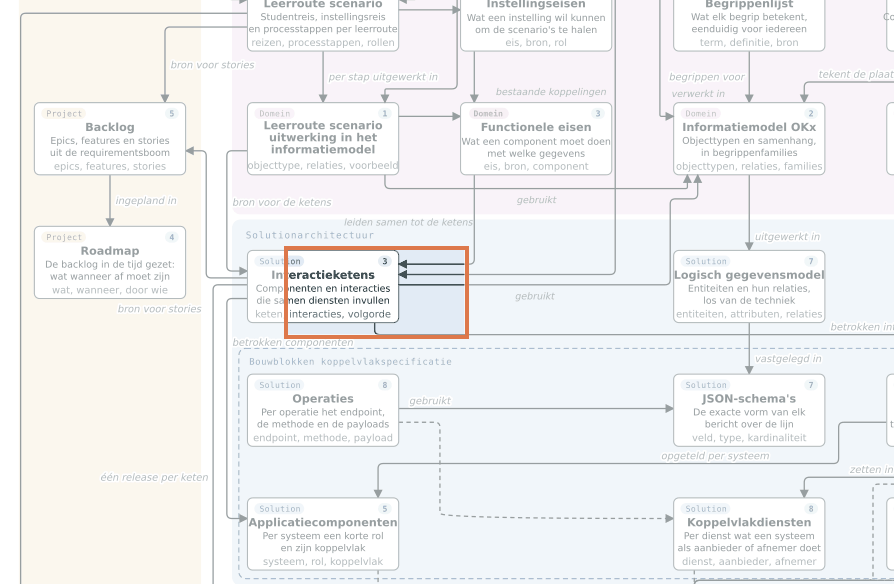 Leerroute scenario
Studentreis, instellingsreis
en processtappen per leerroute
reizen, processtappen, rollen
Instellingseisen
Wat een instelling wil kunnen
om de scenario's te halen
eis, bron, rol
Begrippenlijst
Wat elk begrip betekent,
eenduidig voor iedereen
term, definitie, bron
bron voor stories
per stap uitgewerkt in
bestaande koppelingen
begrippen voor
verwerkt in
tekent de plaat
Project 5
Backlog
Epics, features en stories
uit de requirementsboom
epics, features, stories
Domein 1
Leerroute scenario
uitwerking in het
informatiemodel
objecttype, relaties, voorbeeld
Domein 3
Functionele eisen
Wat een component moet doen
met welke gegevens
eis, bron, component
Domein 2
Informatiemodel OKx
Objecttypen en samenhang,
in begrippenfamilies
objecttypen, relaties, families
ingepland in
bron voor de ketens
gebruikt
leiden samen tot de ketens
Solutionarchitectuur
uitgewerkt in
Project 4
Roadmap
De backlog in de tijd gezet:
wat wanneer af moet zijn
wat, wanneer, door wie
Solution 3
Interactieketens
Componenten en interacties
die samen diensten invullen
keten, interacties, volgorde
Solution 7
Logisch gegevensmodel
Entiteiten en hun relaties,
los van de techniek
entiteiten, attributen, relaties
gebruikt
bron voor stories
betrokken int
betrokken componenten
Bouwblokken koppelvlakspecificatie
vastgelegd in
Solution 8
Operaties
Per operatie het endpoint,
de methode en de payloads
endpoint, methode, payload
gebruikt
Solution 7
JSON-schema's
De exacte vorm van elk
bericht over de lijn
veld, type, kardinaliteit
opgeteld per systeem
zetten in
één release per keten
Solution 5
Applicatiecomponenten
Per systeem een korte rol
en zijn koppelvlak
systeem, rol, koppelvlak
Solution 8
Koppelvlakdiensten
Per dienst wat een systeem
als aanbieder of afnemer doet
dienst, aanbieder, afnemer